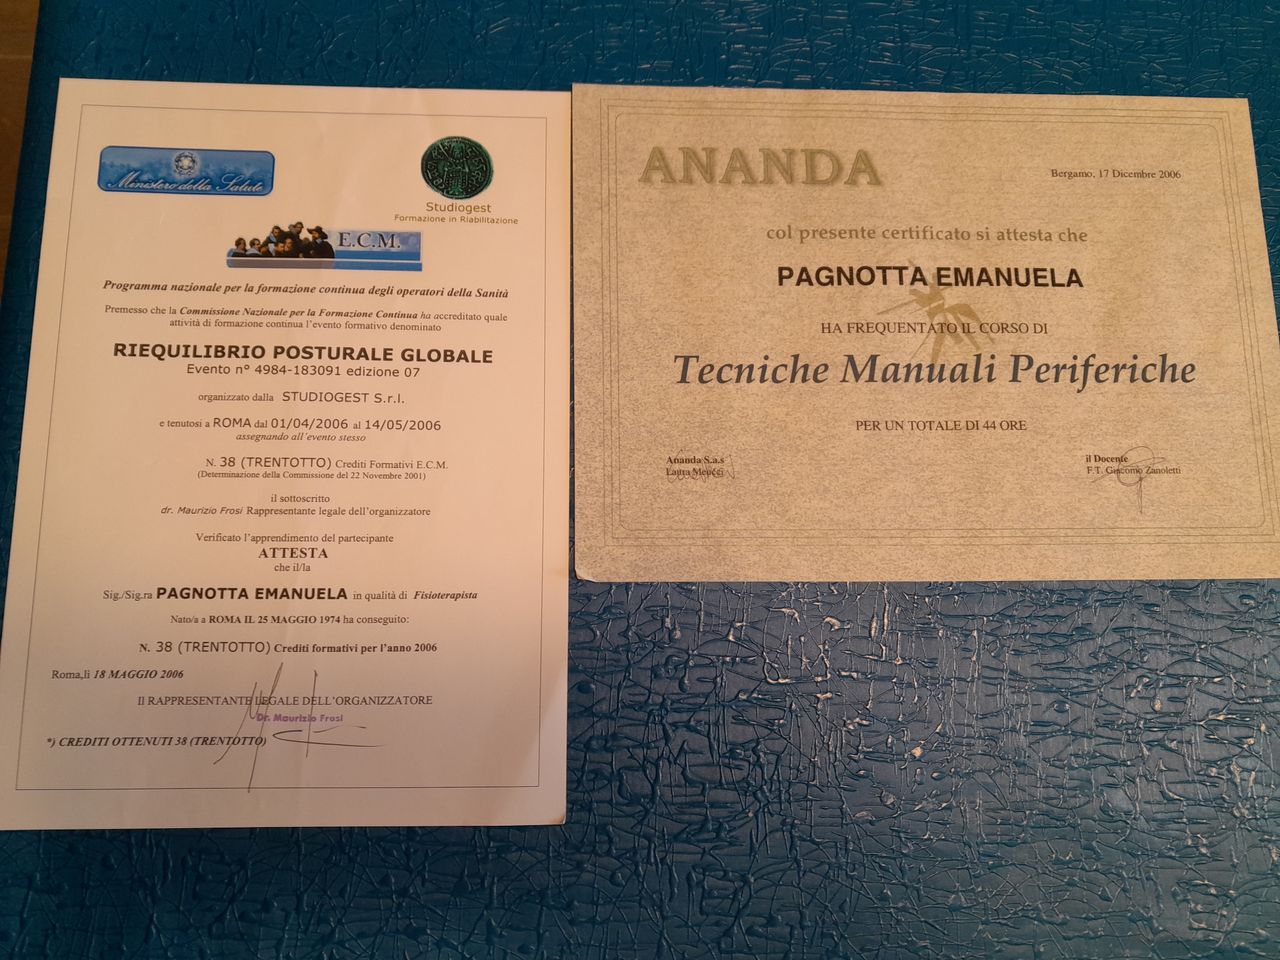 Ministero della Salute
Studiogest
Formazione in Riabilitazione
E.C.M.
Programma nazionale per la formazione continua degli operatori della Sanità
Premesso che la Commissione Nazionale per la Formazione Continua ha accreditato quale
attività di formazione continua l'evento formativo denominato
RIEQUILIBRIO POSTURALE GLOBALE
Evento n° 4984-183091 edizione 07
organizzato dalla STUDIOGEST S.r.l.
e tenutosi a ROMA dal 01/04/2006 al 14/05/2006
assegnando all'evento stesso
N. 38 (TRENTOTTO) Crediti Formativi E.C.M.
(Determinazione della Commissione del 22 Novembre 2001)
il sottoscritto
dr. Maurizio Frosi Rappresentante legale dell'organizzatore
Verificato l'apprendimento del partecipante
ATTESTA
che il/la
Sig./Sig.ra PAGNOTTA EMANUELA in qualità di Fisioterapista
Nato/a a ROMA IL 25 MAGGIO 1974 ha conseguito:
N. 38 (TRENTOTTO) Crediti formativi per l'anno 2006
Roma,lì 18 MAGGIO 2006
Il RAPPRESENTANTE LEGALE DELL'ORGANIZZATORE
Dr. Maurizio Frosi
*) CREDITI OTTENUTI 38 (TRENTOTTO)
ANANDA
Bergamo, 17 Dicembre 2006
col presente certificato si attesta che
PAGNOTTA EMANUELA
HA FREQUENTATO IL CORSO DI
Tecniche Manuali Periferiche
PER UN TOTALE DI 44 ORE
Ananda S.a.s
Laura Meucci
il Docente
F.T. Giacomo Zanoletti